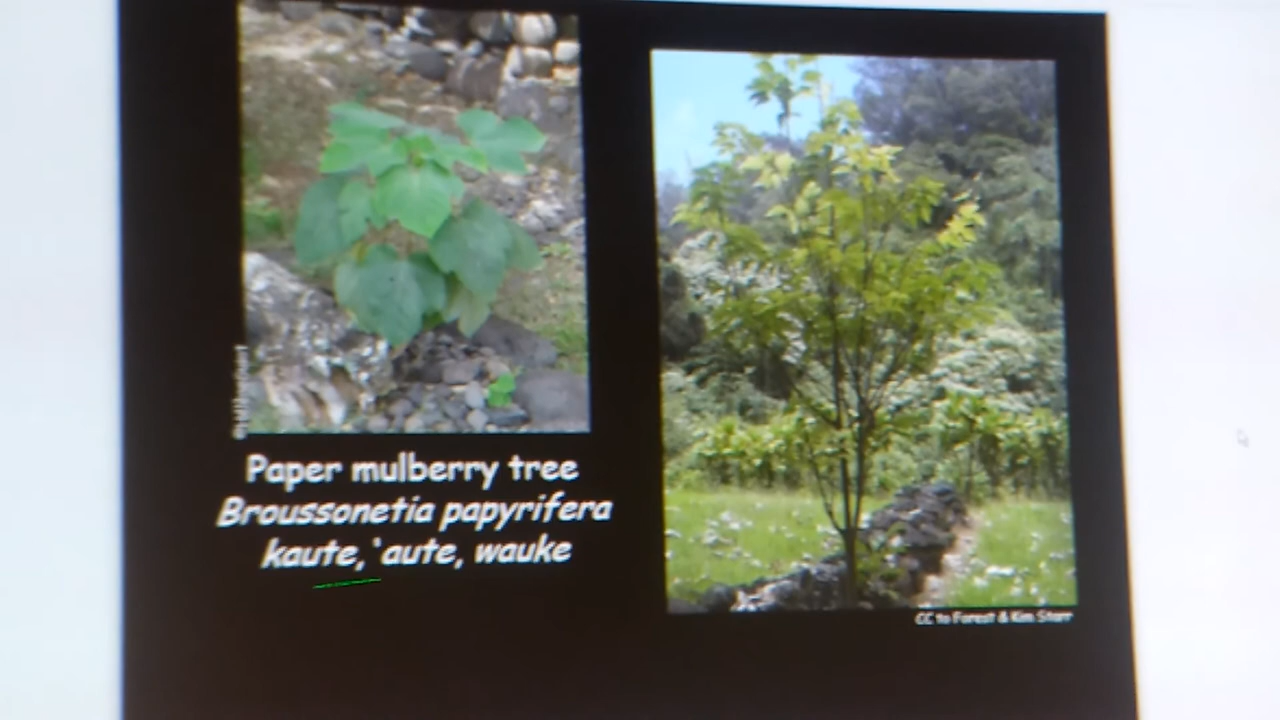 Paper mulberry tree
Broussonetia papyrifera
kaute, 'aute, wauke
CC to Forest & Kim Starr